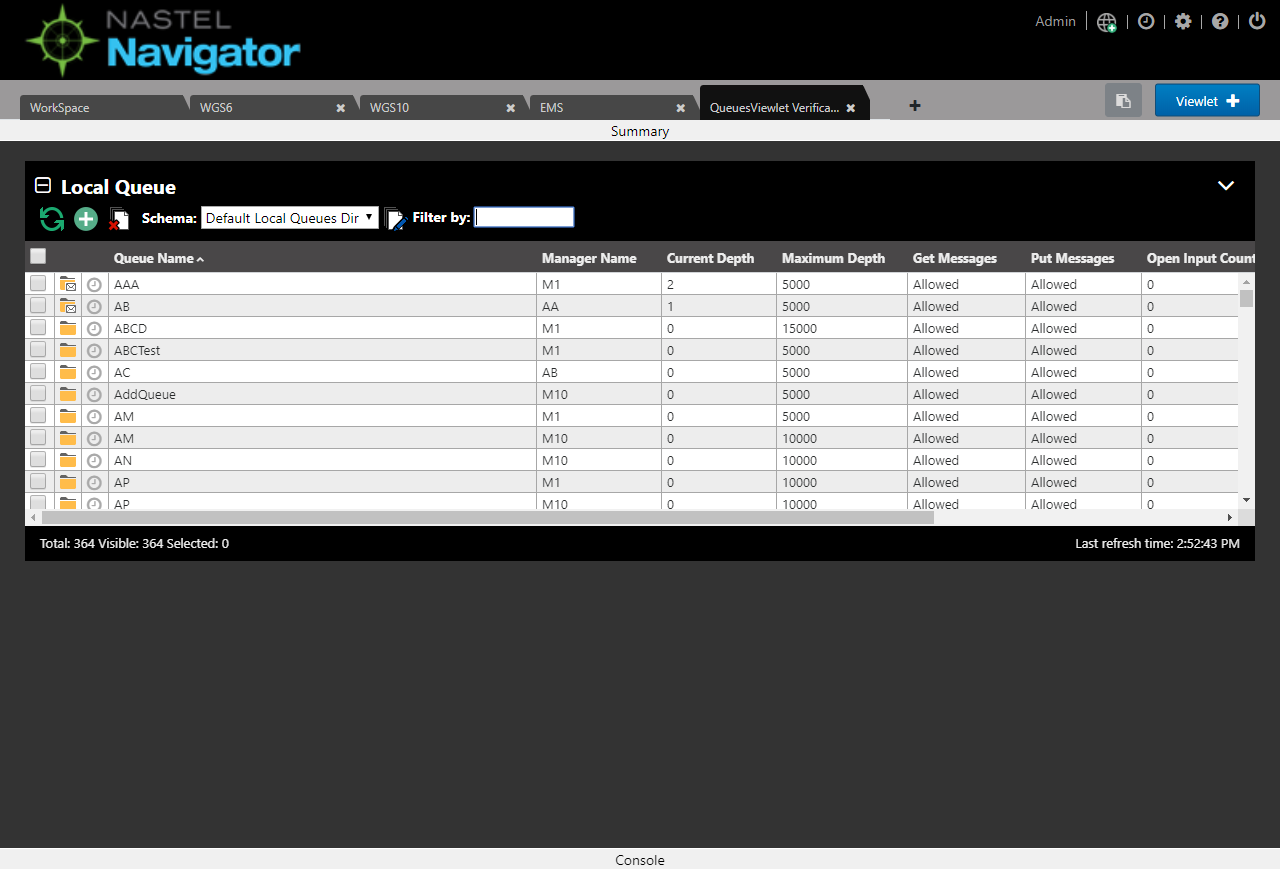 NASTEL
Navigator
Admin
WorkSpace WGS6 WGS10 EMS QueuesViewlet Verifica... Viewlet
Summary
Local Queue
Schema: Default Local Queues Dir Filter by:
Queue Name Manager Name Current Depth Maximum Depth Get Messages Put Messages Open Input Count
AAA M1 2 5000 Allowed Allowed 0
AB AA 1 5000 Allowed Allowed 0
ABCD M1 0 15000 Allowed Allowed 0
ABCTest M1 0 5000 Allowed Allowed 0
AC AB 0 5000 Allowed Allowed 0
AddQueue M10 0 5000 Allowed Allowed 0
AM M1 0 5000 Allowed Allowed 0
AM M10 0 10000 Allowed Allowed 0
AN M10 0 10000 Allowed Allowed 0
AP M1 0 10000 Allowed Allowed 0
AP M10 0 10000 Allowed Allowed 0
Total: 364 Visible: 364 Selected: 0 Last refresh time: 2:52:43 PM
Console